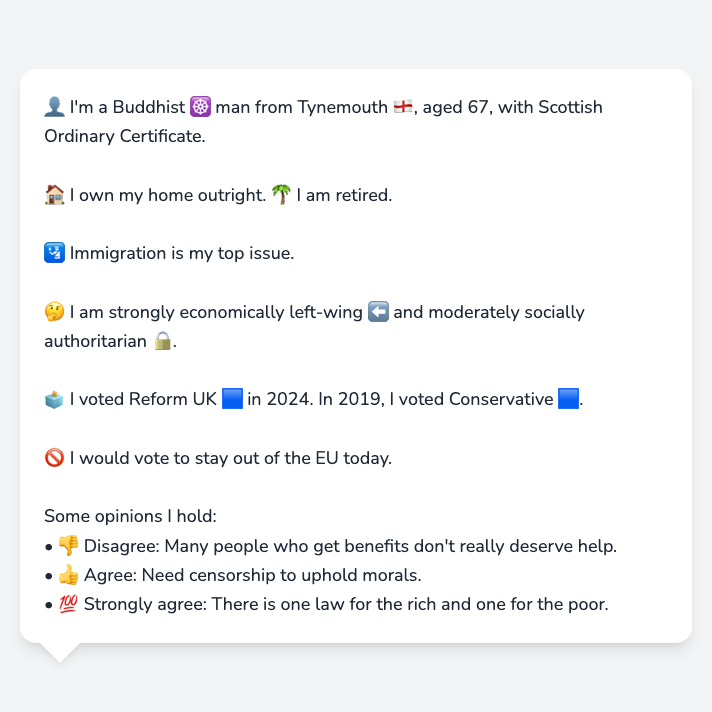 👤 I'm a Buddhist ☸️ man from Tynemouth 🏴󠁧󠁢󠁥󠁮󠁧󠁿, aged 67, with Scottish
Ordinary Certificate.
🏠 I own my home outright. 🌴 I am retired.
🛂 Immigration is my top issue.
🤔 I am strongly economically left-wing ⬅️ and moderately socially
authoritarian 🔒.
🗳️ I voted Reform UK 🟦 in 2024. In 2019, I voted Conservative 🟦.
🚫 I would vote to stay out of the EU today.
Some opinions I hold:
• 👎 Disagree: Many people who get benefits don't really deserve help.
• 👍 Agree: Need censorship to uphold morals.
• 💯 Strongly agree: There is one law for the rich and one for the poor.